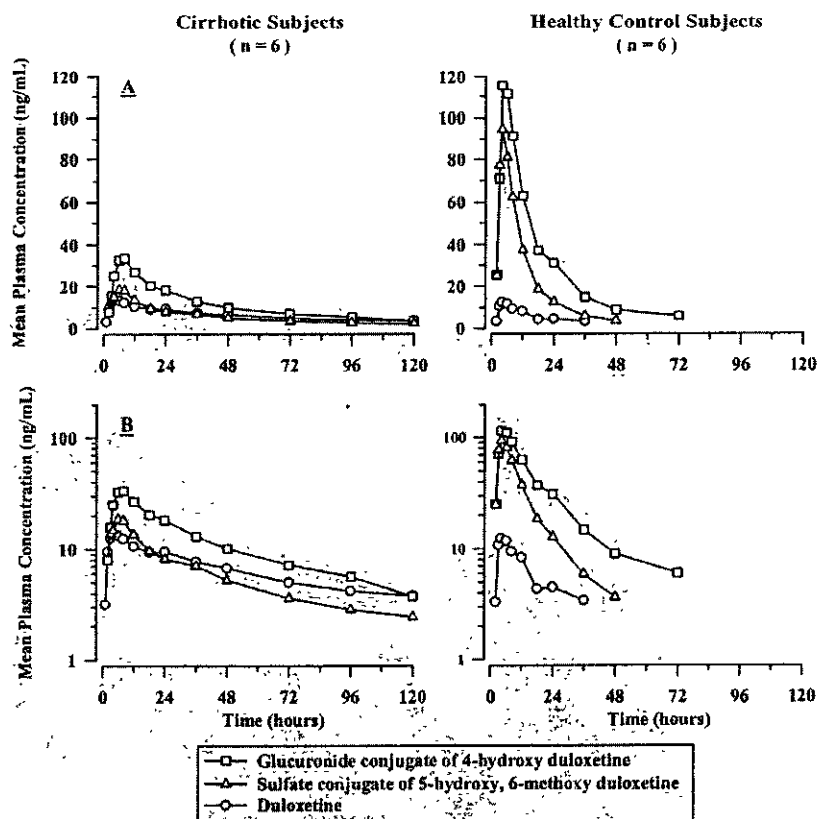 Cirrhotic Subjects
( n = 6 )
Healthy Control Subjects
( n = 6 )
Mean Plasma Concentration (ng/mL)
A
120
100
80
60
40
20
0
0 24 48 72 96 120
120
100
80
60
40
20
0
0 24 48 72 96 120
Mean Plasma Concentration (ng/mL)
B
100
10
1
0 24 48 72 96 120
Time (hours)
100
10
1
0 24 48 72 96 120
Time (hours)
Glucuronide conjugate of 4-hydroxy duloxetine
Sulfate conjugate of 5-hydroxy, 6-methoxy duloxetine
Duloxetine